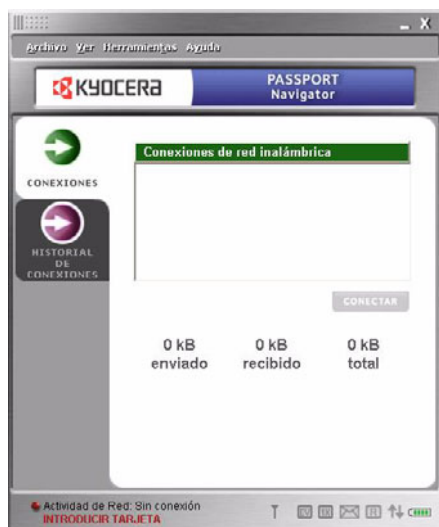 Archivo Ver Herramientas Ayuda
KYOCERA
PASSPORT
Navigator
CONEXIONES
Conexiones de red inalámbrica
HISTORIAL
DE
CONEXIONES
CONECTAR
0 kB 0 kB 0 kB
enviado recibido total
Actividad de Red: Sin conexión
INTRODUCIR TARJETA